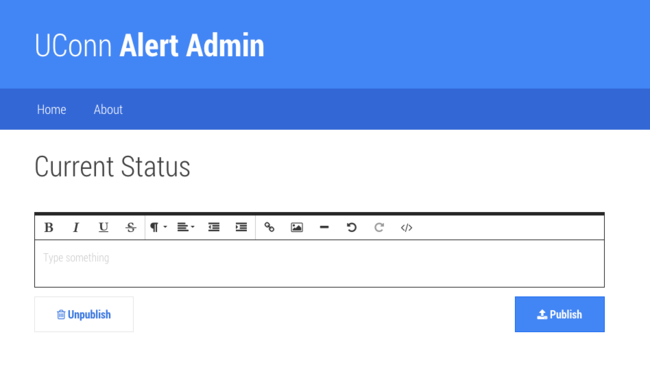 UConn Alert Admin
Home About
Current Status
B I U S
Type something
Unpublish Publish